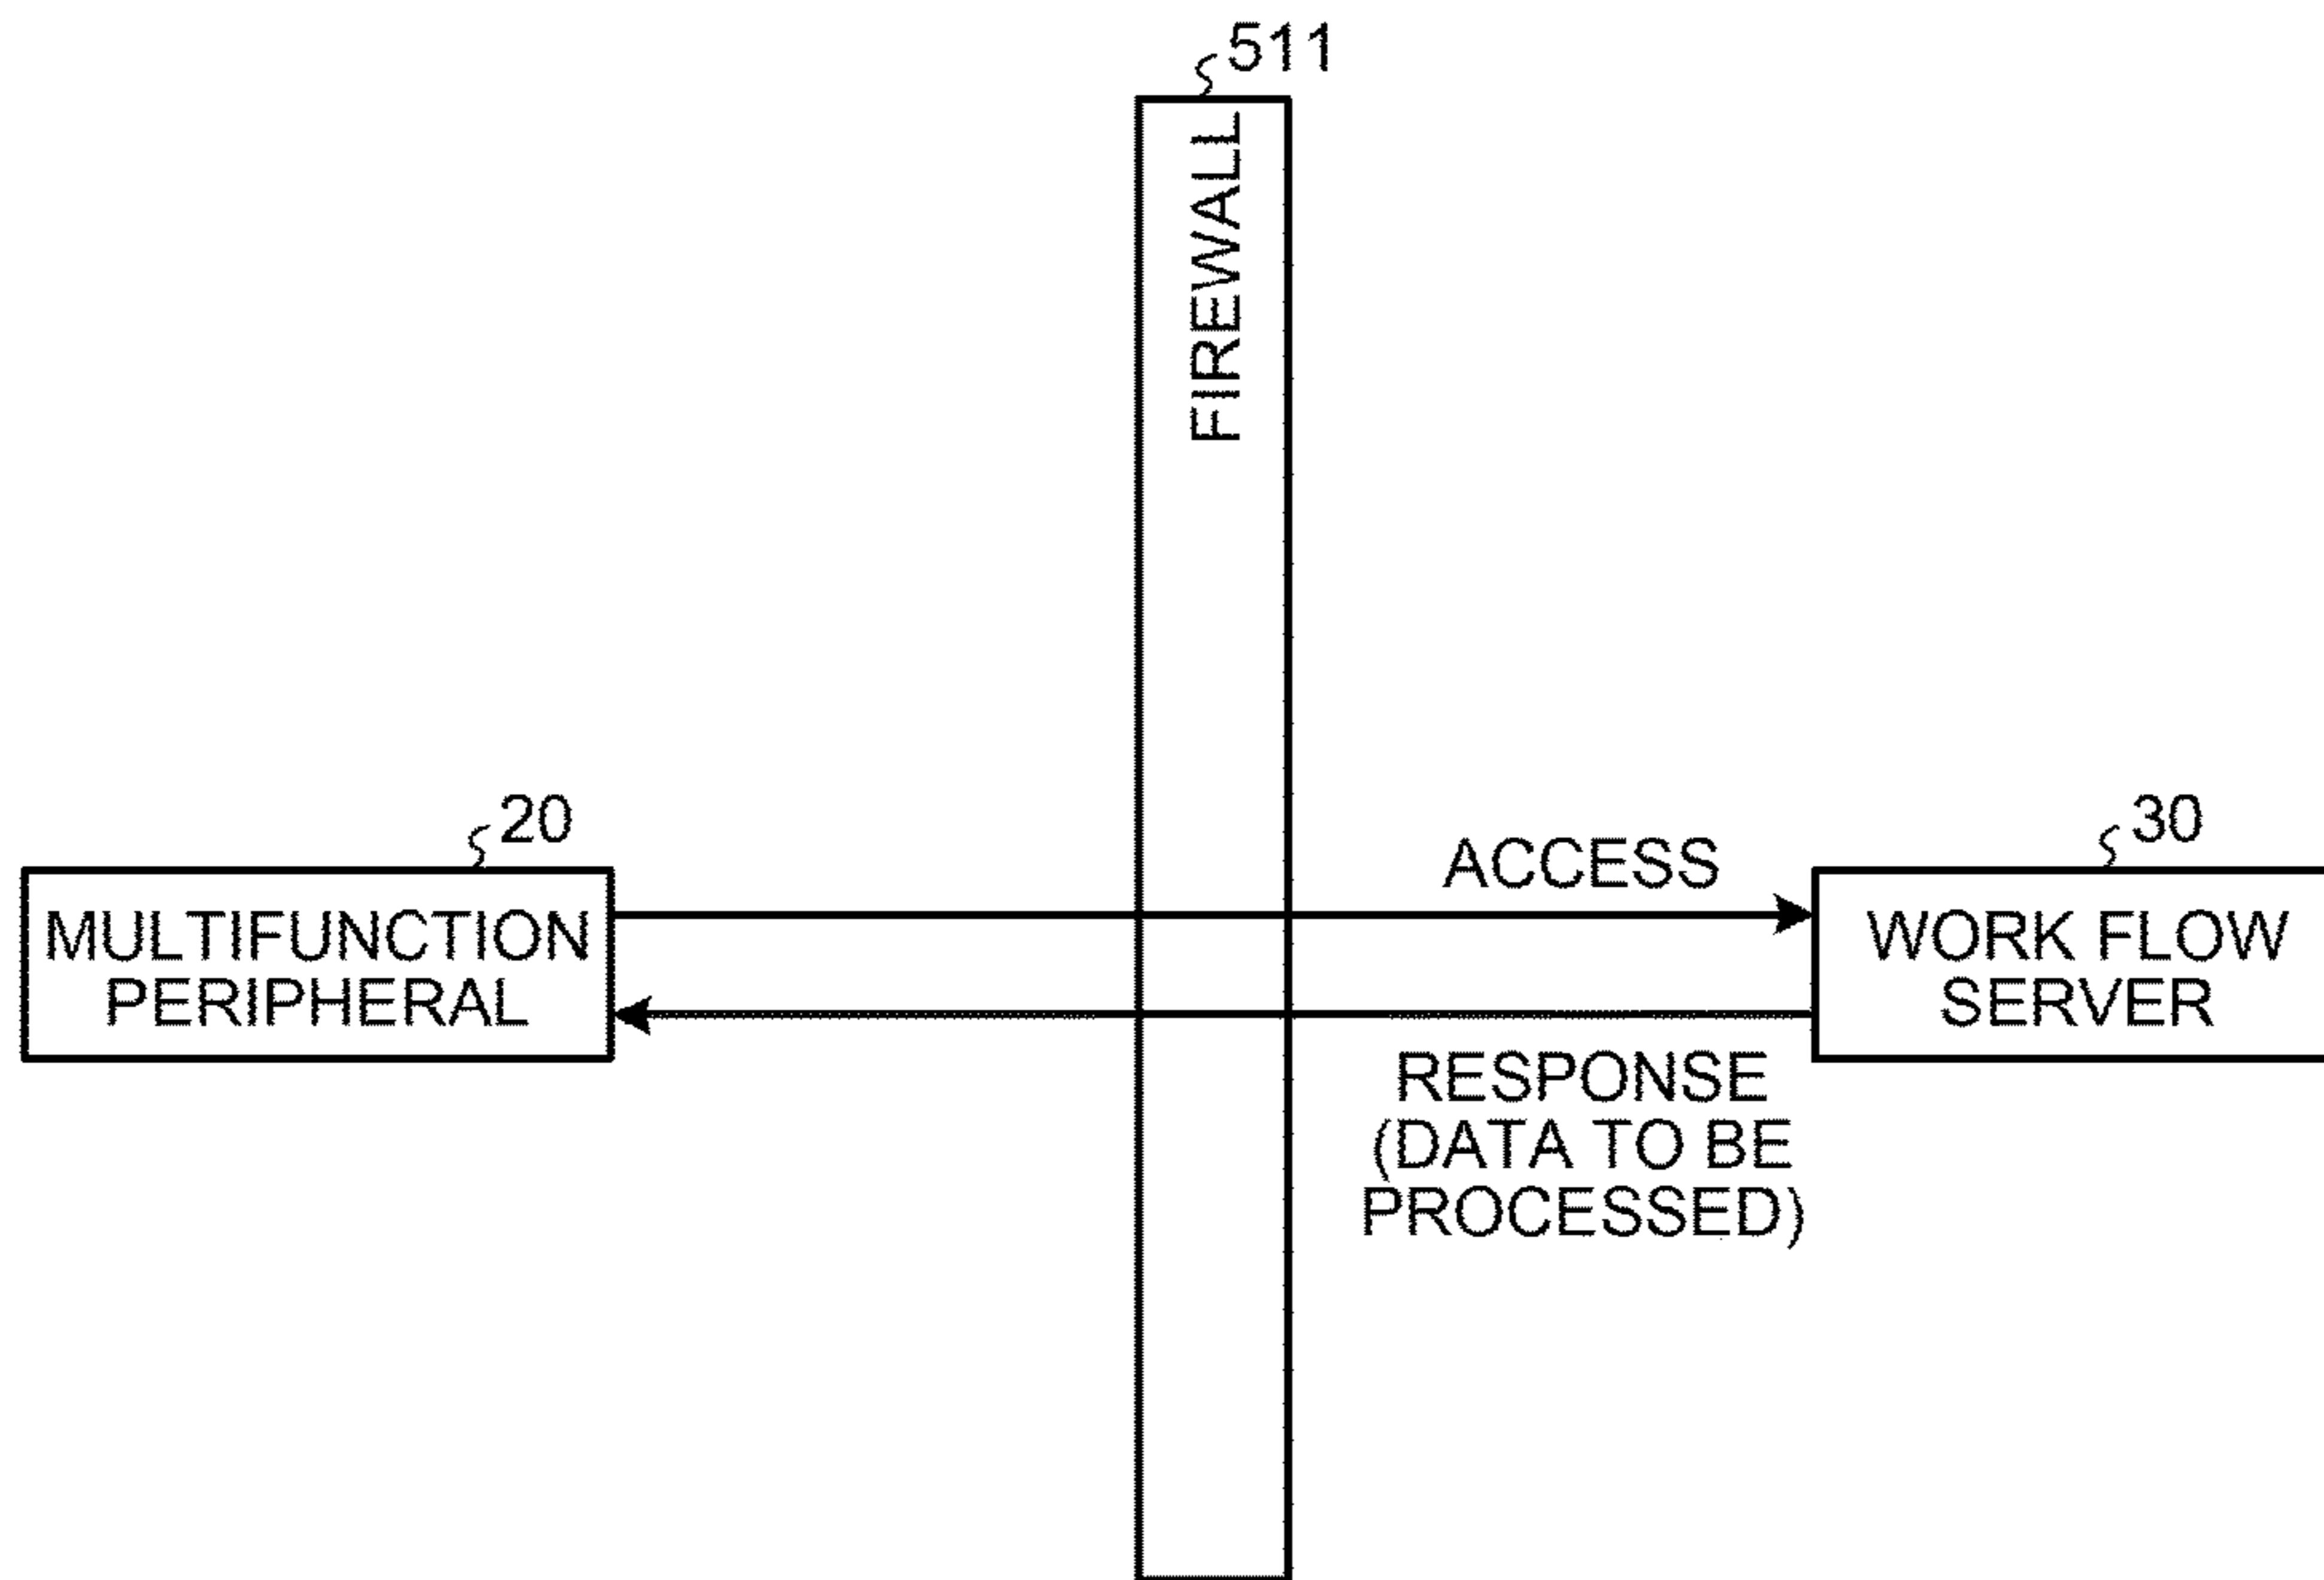 511
FIREWALL
20
30
MULTIFUNCTION
PERIPHERAL
ACCESS
WORK FLOW
SERVER
RESPONSE
(DATA TO BE
PROCESSED)